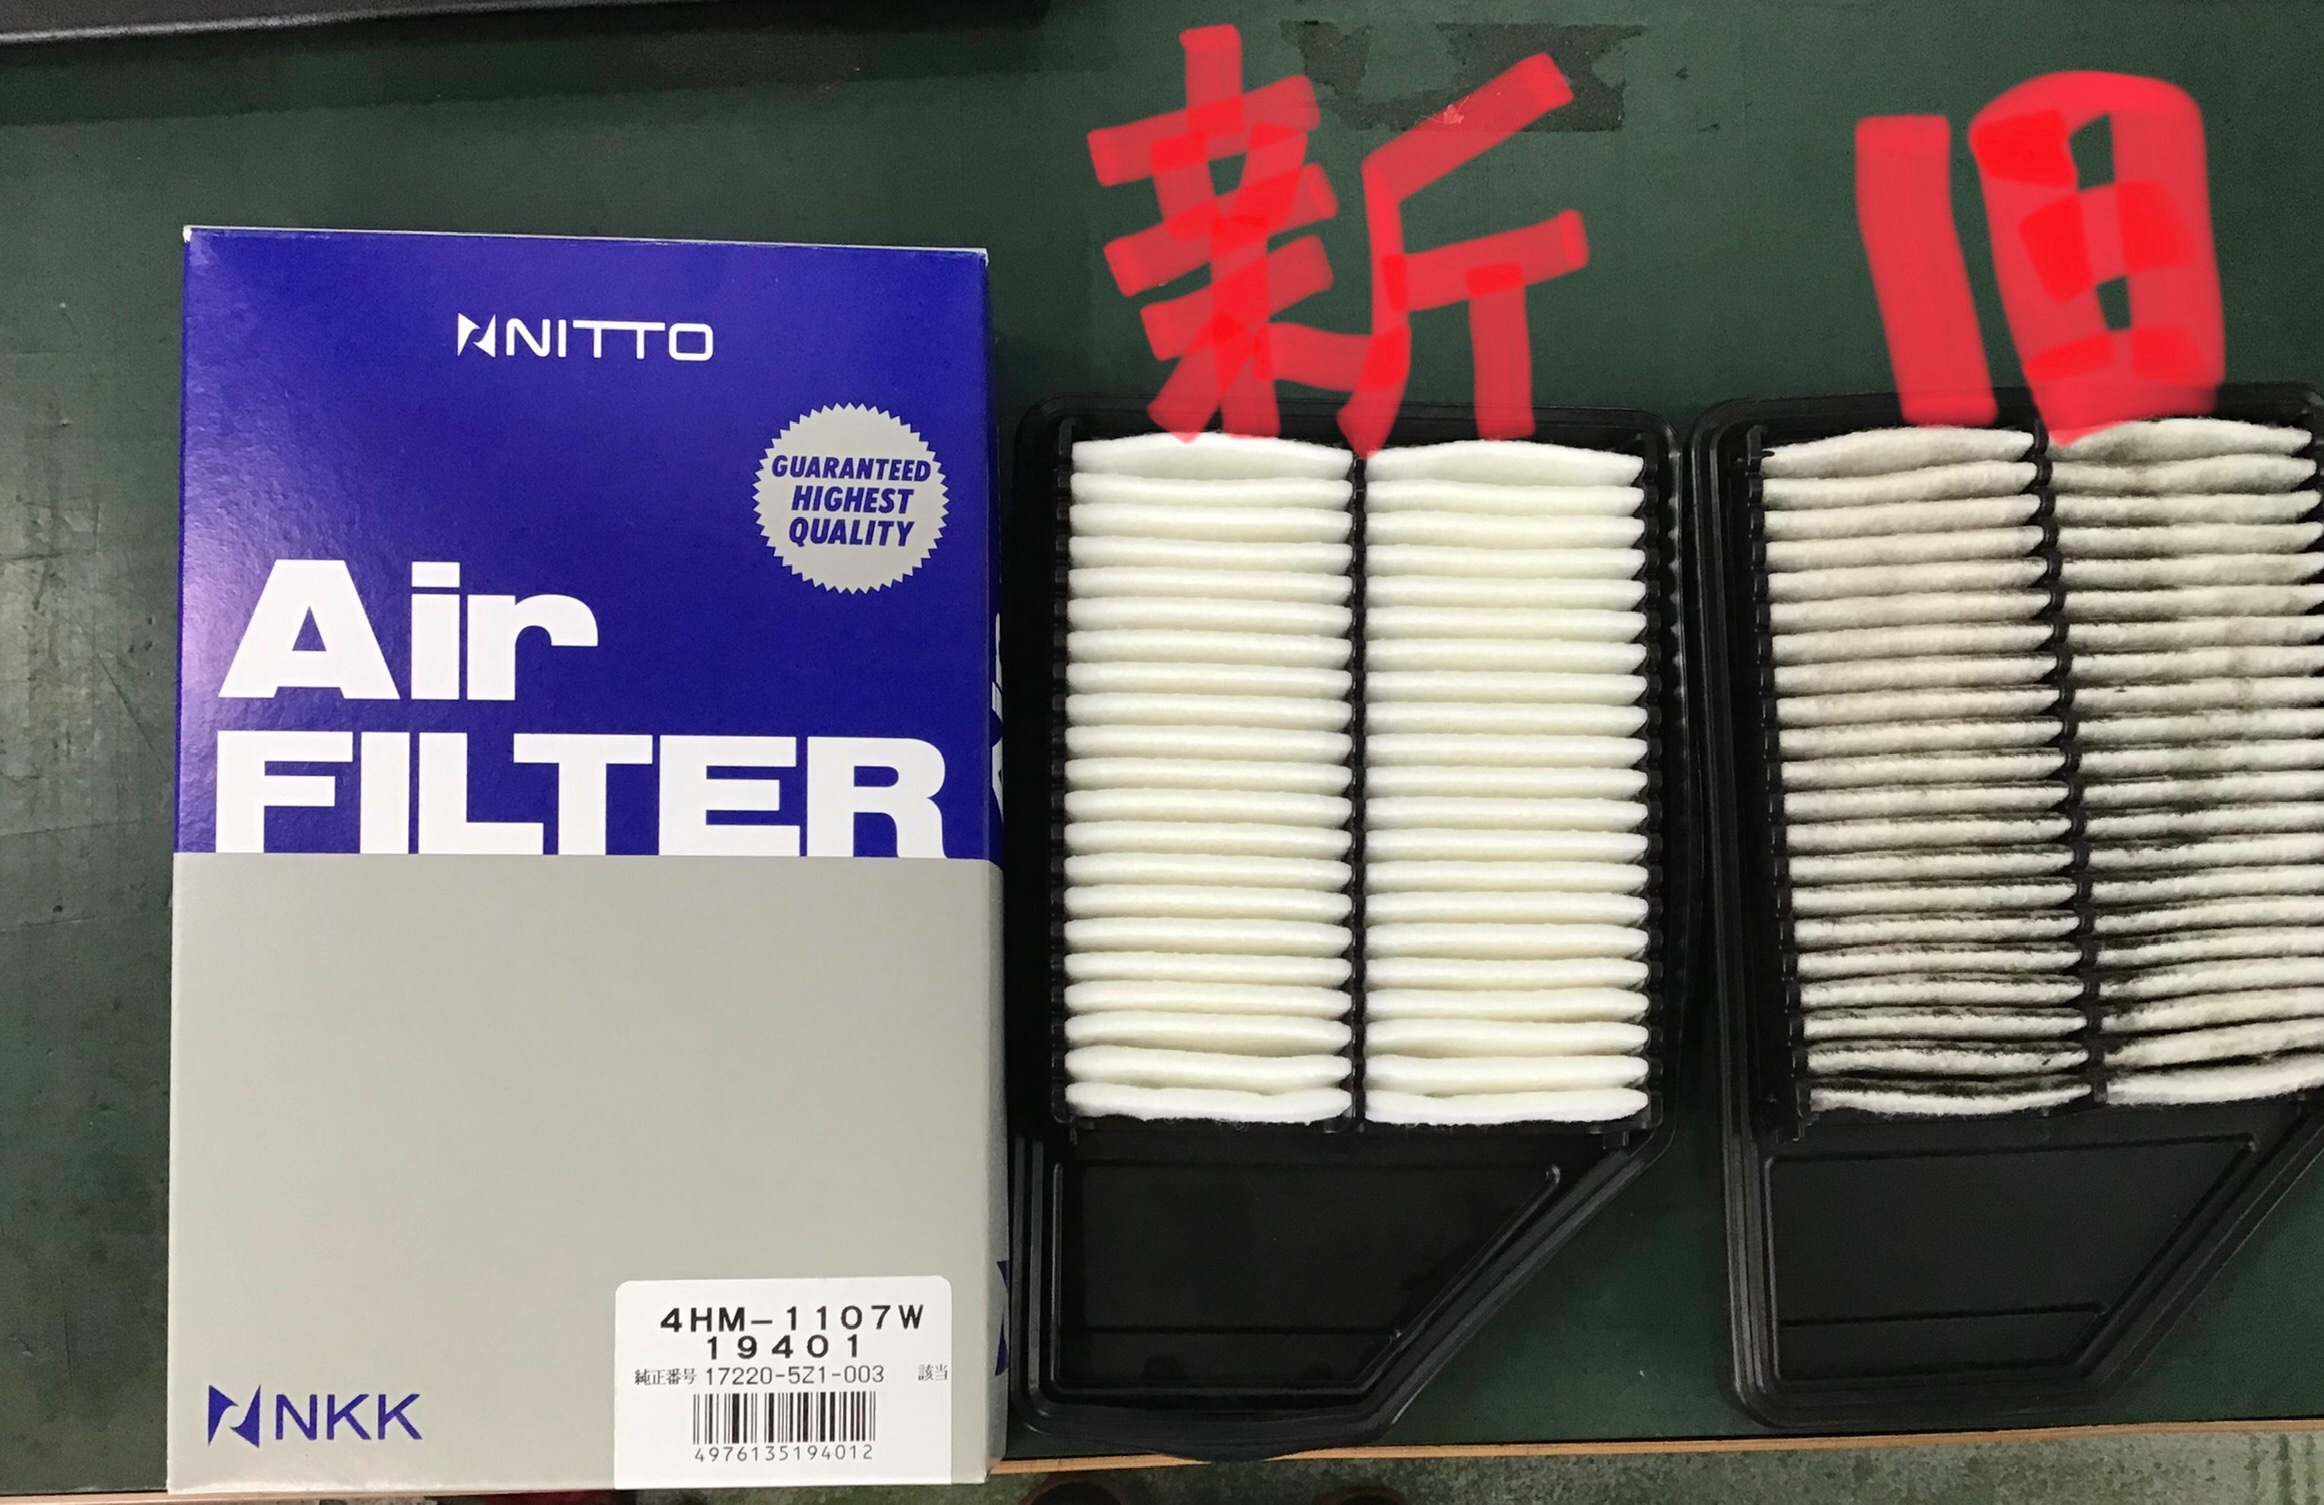 新 旧
NITTO
GUARANTEED
HIGHEST
QUALITY
Air
FILTER
4HM-1107W
19401
純正番号 17220-5Z1-003 該当
4976135194012
NKK